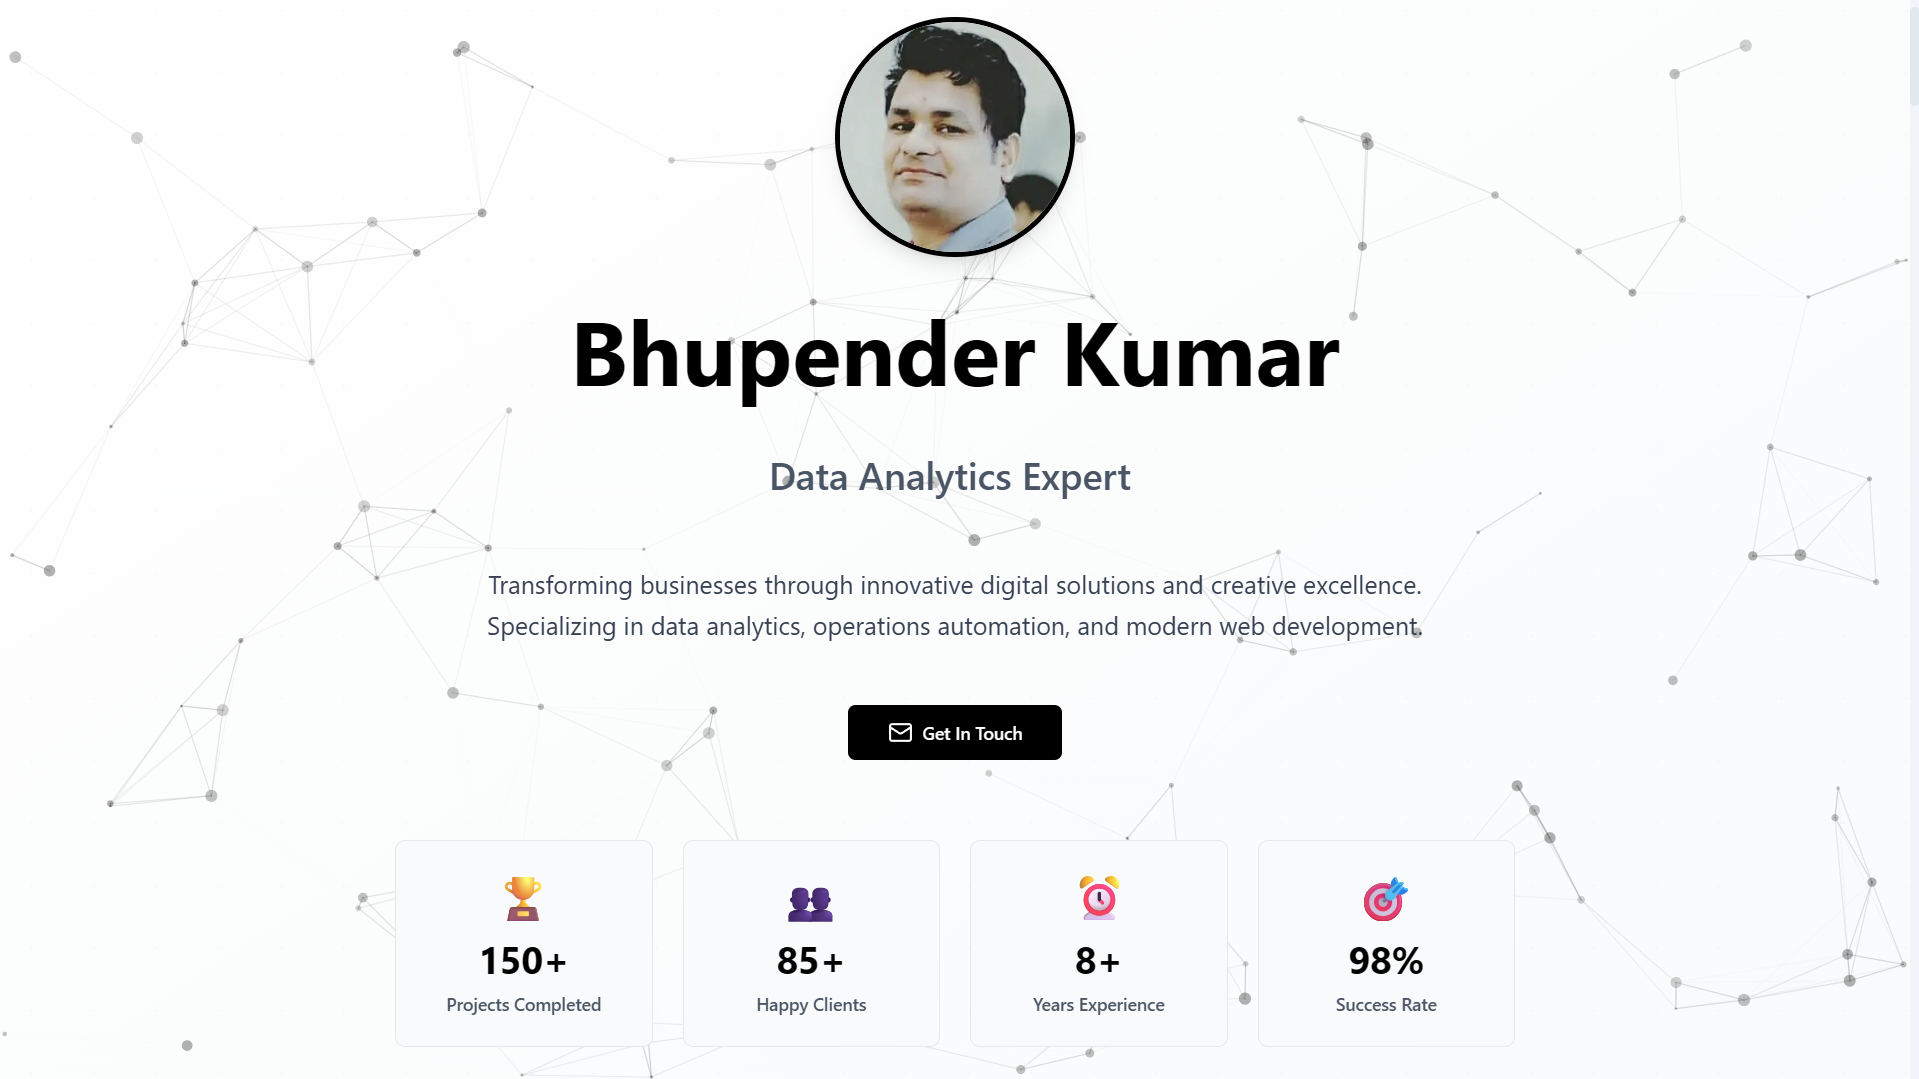 Bhupender Kumar
Data Analytics Expert
Transforming businesses through innovative digital solutions and creative excellence.
Specializing in data analytics, operations automation, and modern web development.
Get In Touch
150+
Projects Completed
85+
Happy Clients
8+
Years Experience
98%
Success Rate